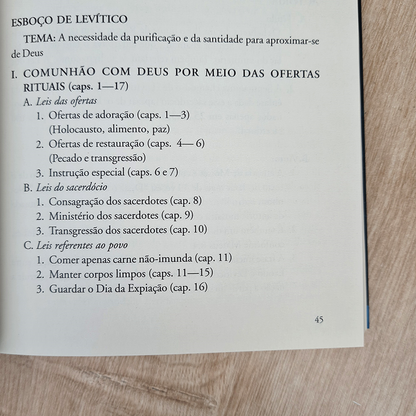 ESBOÇO DE LEVÍTICO
TEMA: A necessidade da purificação e da santidade para aproximar-se
de Deus
I. COMUNHÃO COM DEUS POR MEIO DAS OFERTAS
RITUAIS (caps. 1—17)
A. Leis das ofertas
1. Ofertas de adoração (caps. 1—3)
(Holocausto, alimento, paz)
2. Ofertas de restauração (caps. 4— 6)
(Pecado e transgressão)
3. Instrução especial (caps. 6 e 7)
B. Leis do sacerdócio
1. Consagração dos sacerdotes (cap. 8)
2. Ministério dos sacerdotes (cap. 9)
3. Transgressão dos sacerdotes (cap. 10)
C. Leis referentes ao povo
1. Comer apenas carne não-imunda (cap. 11)
2. Manter corpos limpos (caps. 11—15)
3. Guardar o Dia da Expiação (cap. 16)
45